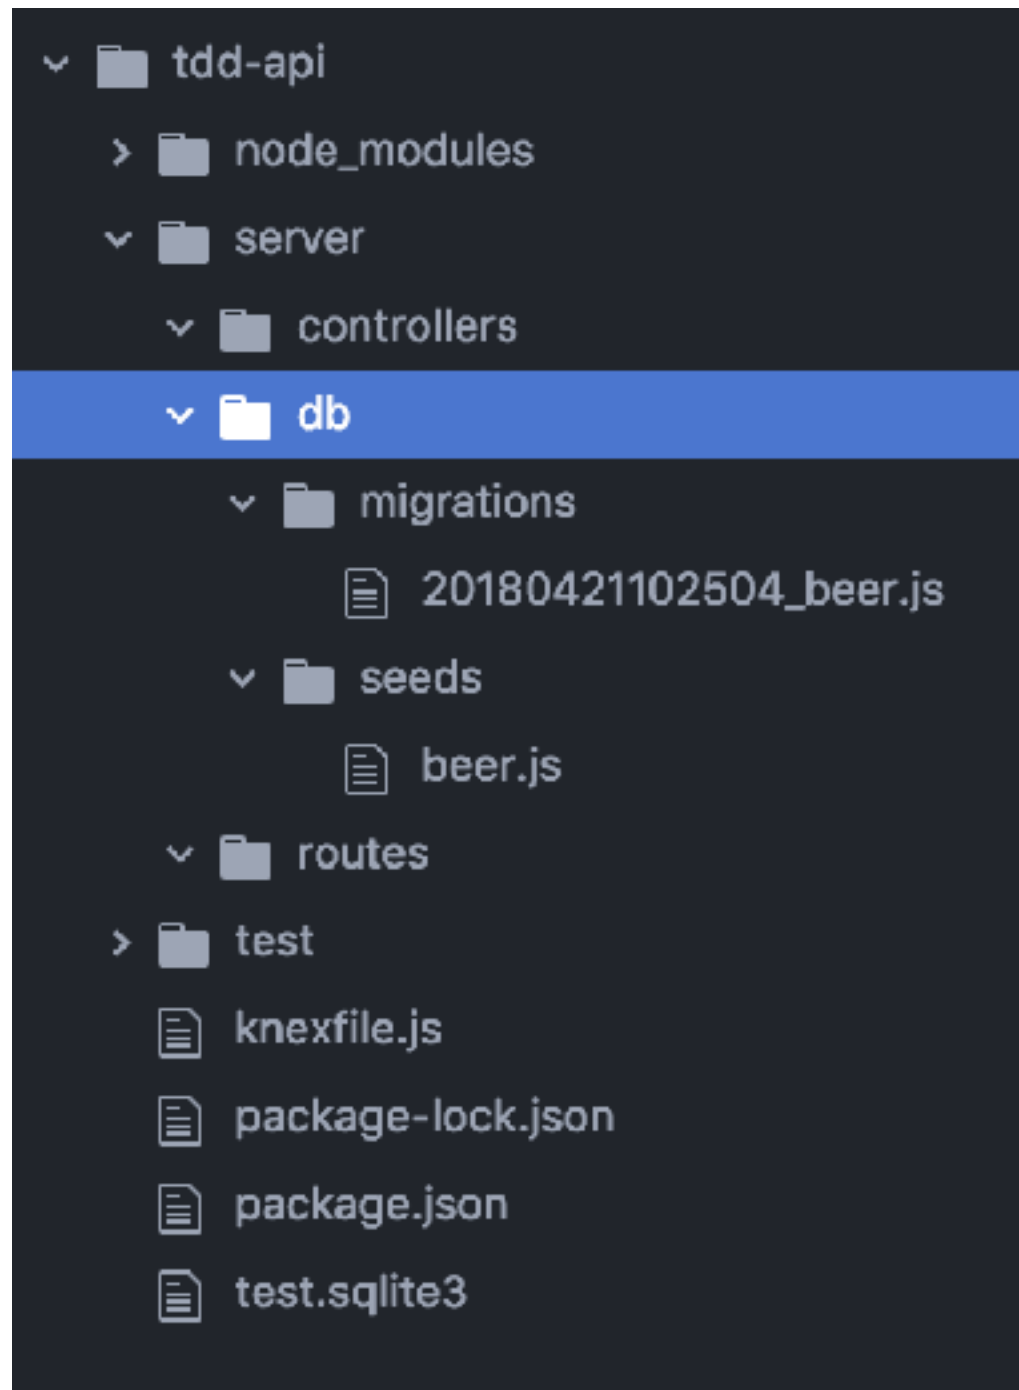 tdd-api
node_modules
server
controllers
db
migrations
20180421102504_beer.js
seeds
beer.js
routes
test
knexfile.js
package-lock.json
package.json
test.sqlite3